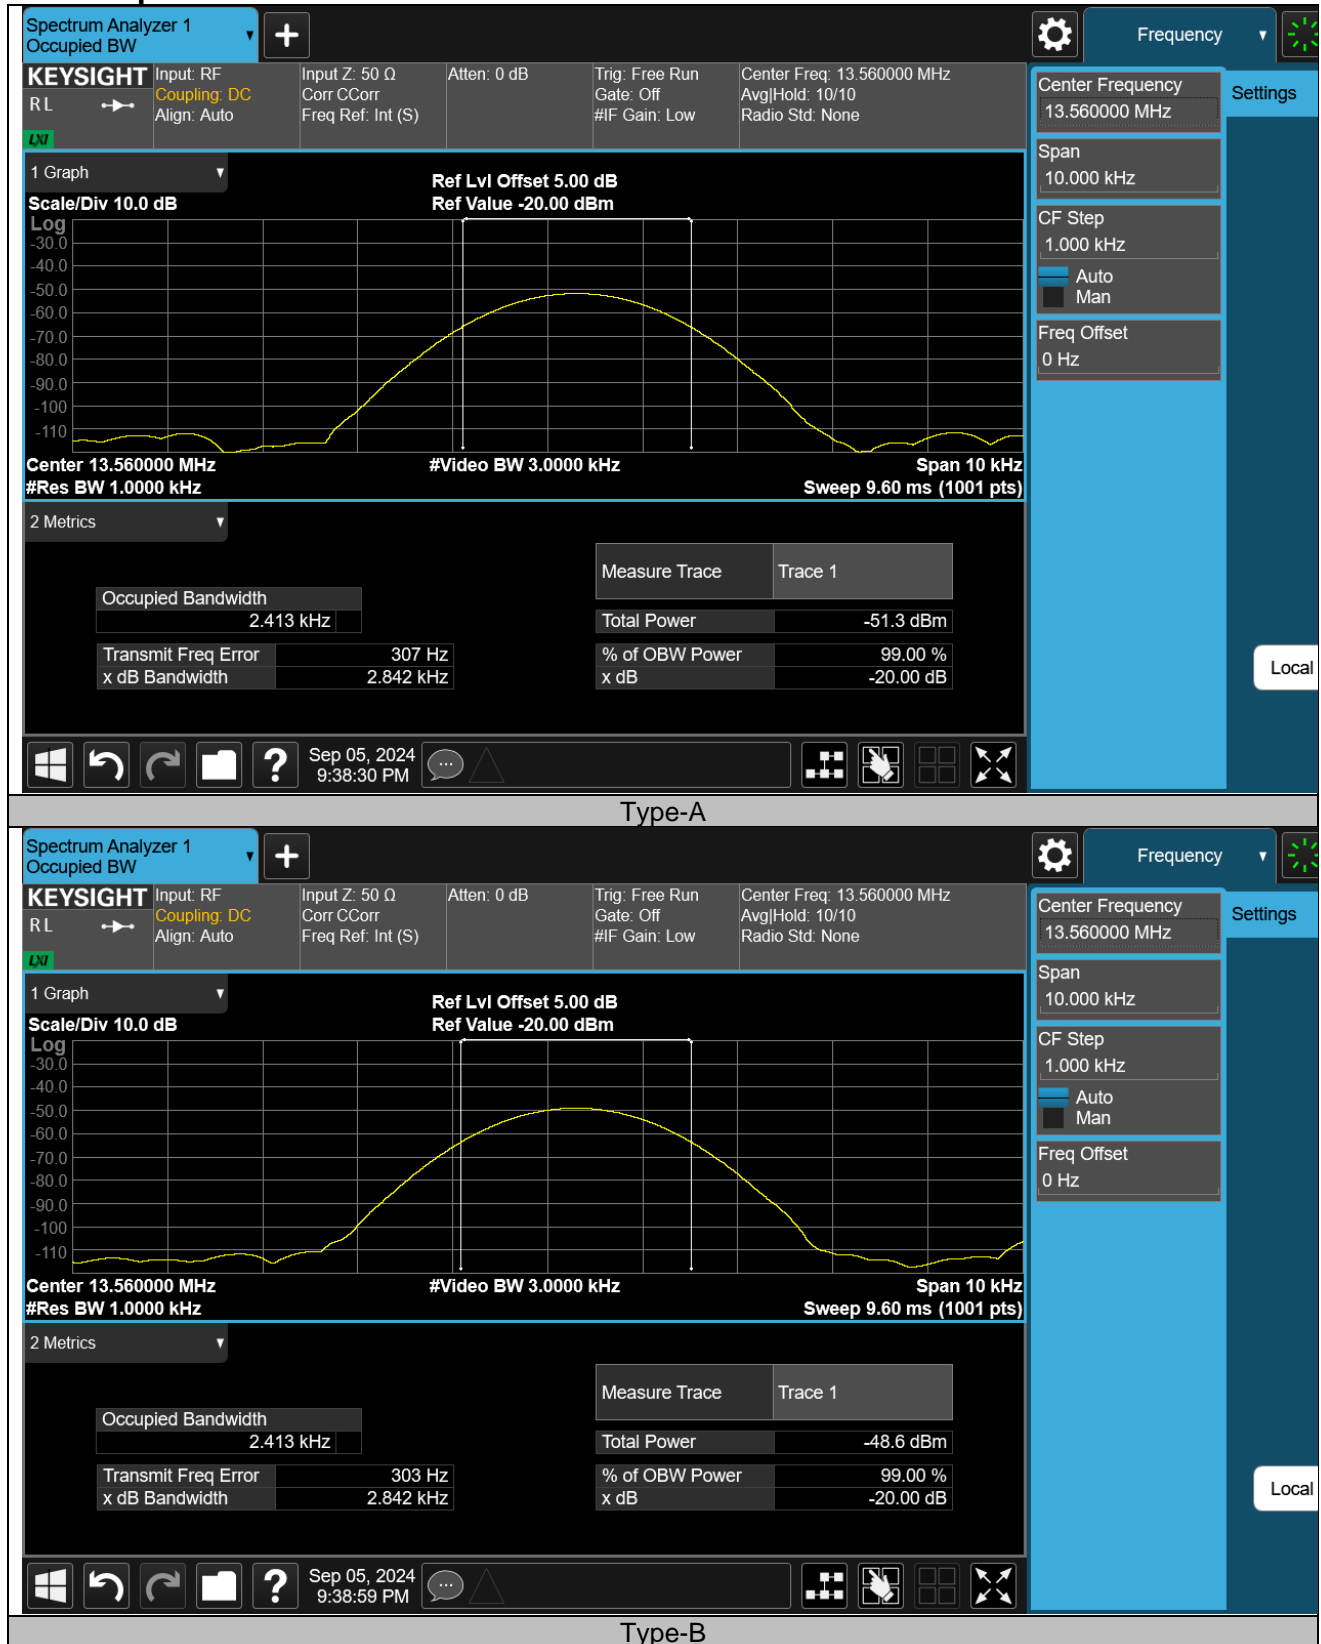 Spectrum Analyzer 1
Occupied BW
Frequency
KEYSIGHT
RL
LXI
Input: RF
Coupling: DC
Align: Auto
Input Z: 50 Ω
Corr CCorr
Freq Ref: Int (S)
Atten: 0 dB
Trig: Free Run
Gate: Off
#IF Gain: Low
Center Freq: 13.560000 MHz
Avg|Hold: 10/10
Radio Std: None
Center Frequency
13.560000 MHz
Settings
Span
10.000 kHz
CF Step
1.000 kHz
Auto
Man
Freq Offset
0 Hz
Local
1 Graph
Scale/Div 10.0 dB
Ref Lvl Offset 5.00 dB
Ref Value -20.00 dBm
Log
-30.0
-40.0
-50.0
-60.0
-70.0
-80.0
-90.0
-100
-110
Center 13.560000 MHz
#Video BW 3.0000 kHz
Span 10 kHz
#Res BW 1.0000 kHz
Sweep 9.60 ms (1001 pts)
2 Metrics
Measure Trace Trace 1
Occupied Bandwidth
2.413 kHz
Total Power -51.3 dBm
Transmit Freq Error 307 Hz
% of OBW Power 99.00 %
x dB Bandwidth 2.842 kHz
x dB -20.00 dB
Sep 05, 2024
9:38:30 PM
Type-A
Spectrum Analyzer 1
Occupied BW
Frequency
KEYSIGHT
RL
LXI
Input: RF
Coupling: DC
Align: Auto
Input Z: 50 Ω
Corr CCorr
Freq Ref: Int (S)
Atten: 0 dB
Trig: Free Run
Gate: Off
#IF Gain: Low
Center Freq: 13.560000 MHz
Avg|Hold: 10/10
Radio Std: None
Center Frequency
13.560000 MHz
Settings
Span
10.000 kHz
CF Step
1.000 kHz
Auto
Man
Freq Offset
0 Hz
Local
1 Graph
Scale/Div 10.0 dB
Ref Lvl Offset 5.00 dB
Ref Value -20.00 dBm
Log
-30.0
-40.0
-50.0
-60.0
-70.0
-80.0
-90.0
-100
-110
Center 13.560000 MHz
#Video BW 3.0000 kHz
Span 10 kHz
#Res BW 1.0000 kHz
Sweep 9.60 ms (1001 pts)
2 Metrics
Measure Trace Trace 1
Occupied Bandwidth
2.413 kHz
Total Power -48.6 dBm
Transmit Freq Error 303 Hz
% of OBW Power 99.00 %
x dB Bandwidth 2.842 kHz
x dB -20.00 dB
Sep 05, 2024
9:38:59 PM
Type-B